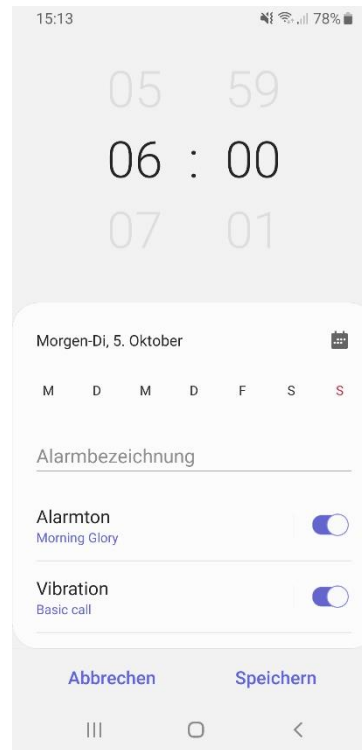 15:13 78%
05 59
06 : 00
07 01
Morgen-Di, 5. Oktober
M D M D F S S
Alarmbezeichnung
Alarmton
Morning Glory
Vibration
Basic call
Abbrechen Speichern